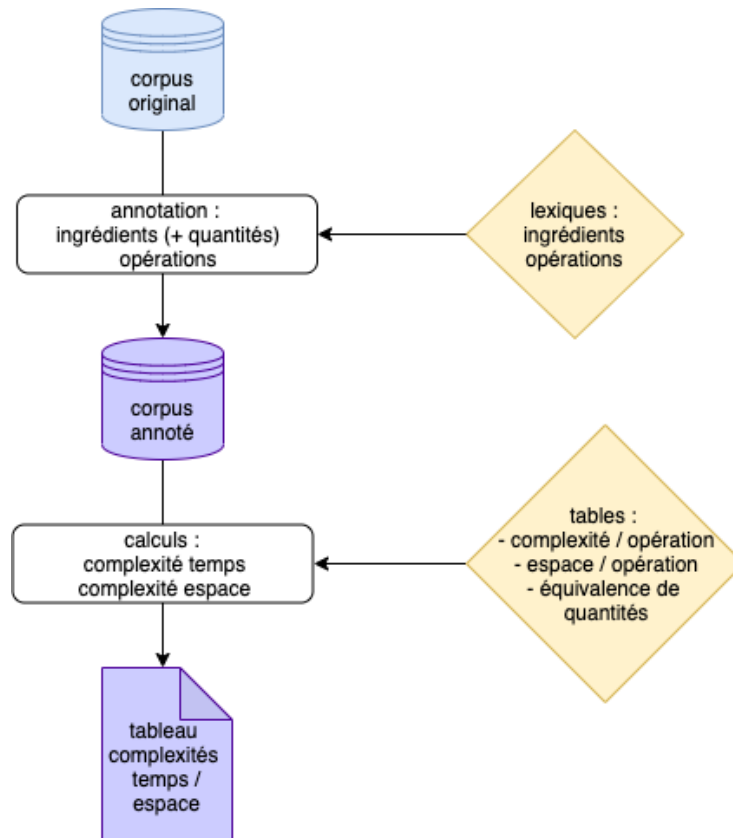 corpus
original
annotation :
ingrédients (+ quantités)
opérations
lexiques :
ingrédients
opérations
corpus
annoté
calculs :
complexité temps
complexité espace
tables :
- complexité / opération
- espace / opération
- équivalence de
quantités
tableau
complexités
temps /
espace